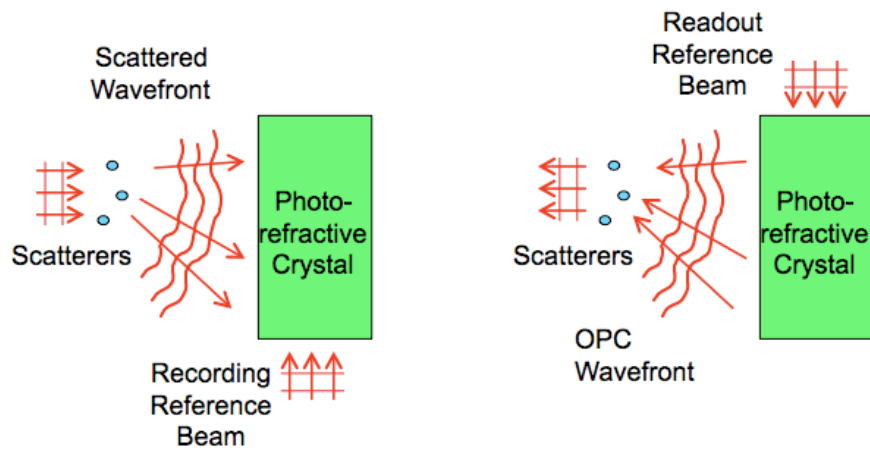 Scattered
Wavefront
Photo-
refractive
Crystal
Scatterers
Recording
Reference
Beam
Readout
Reference
Beam
Photo-
refractive
Crystal
Scatterers
OPC
Wavefront